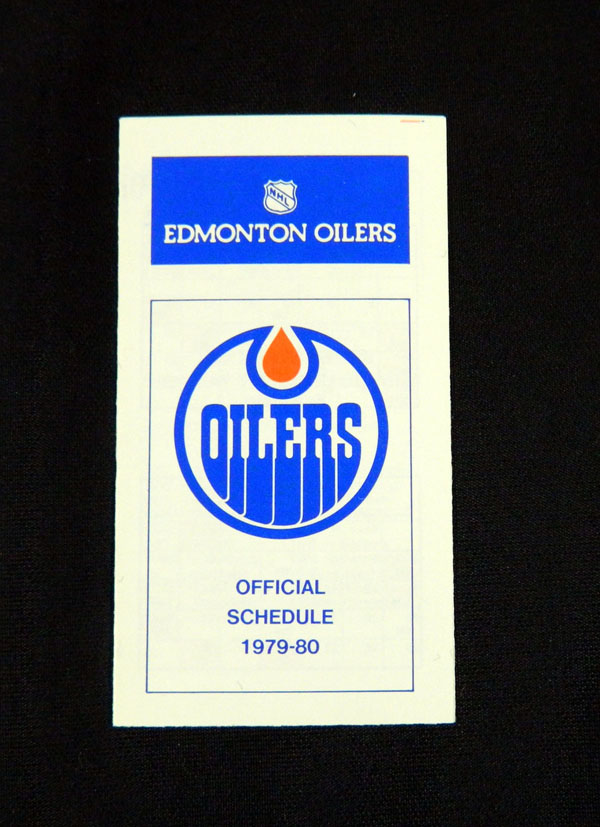 NHL
EDMONTON OILERS
OILERS
OFFICIAL
SCHEDULE
1979-80